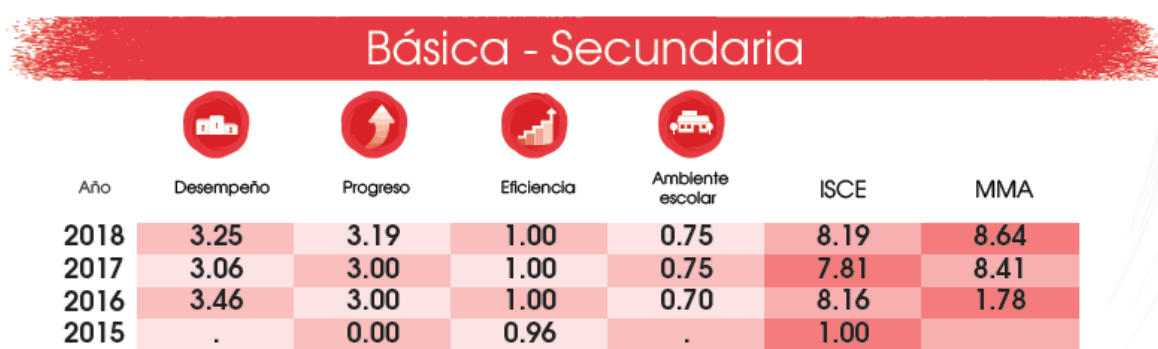 Básica - Secundaria
Año Desempeño Progreso Eficiencia Ambiente escolar ISCE MMA
2018 3.25 3.19 1.00 0.75 8.19 8.64
2017 3.06 3.00 1.00 0.75 7.81 8.41
2016 3.46 3.00 1.00 0.70 8.16 1.78
2015 . 0.00 0.96 . 1.00